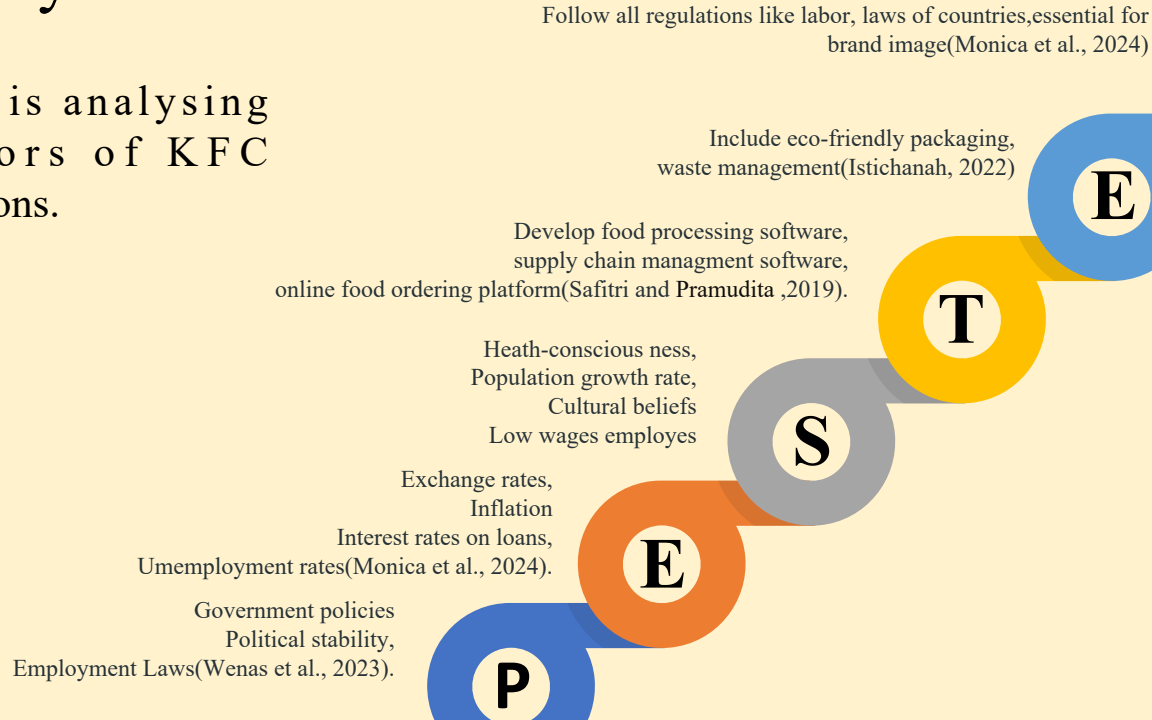 y
is analysing
ors of KFC
ons.
Follow all regulations like labor, laws of countries,essential for
brand image(Monica et al., 2024)
Include eco-friendly packaging,
waste management(Istichanah, 2022)
E
Develop food processing software,
supply chain managment software,
online food ordering platform(Safitri and Pramudita ,2019).
T
Heath-conscious ness,
Population growth rate,
Cultural beliefs
Low wages employes
S
Exchange rates,
Inflation
Interest rates on loans,
Umemployment rates(Monica et al., 2024).
E
Government policies
Political stability,
Employment Laws(Wenas et al., 2023).
P